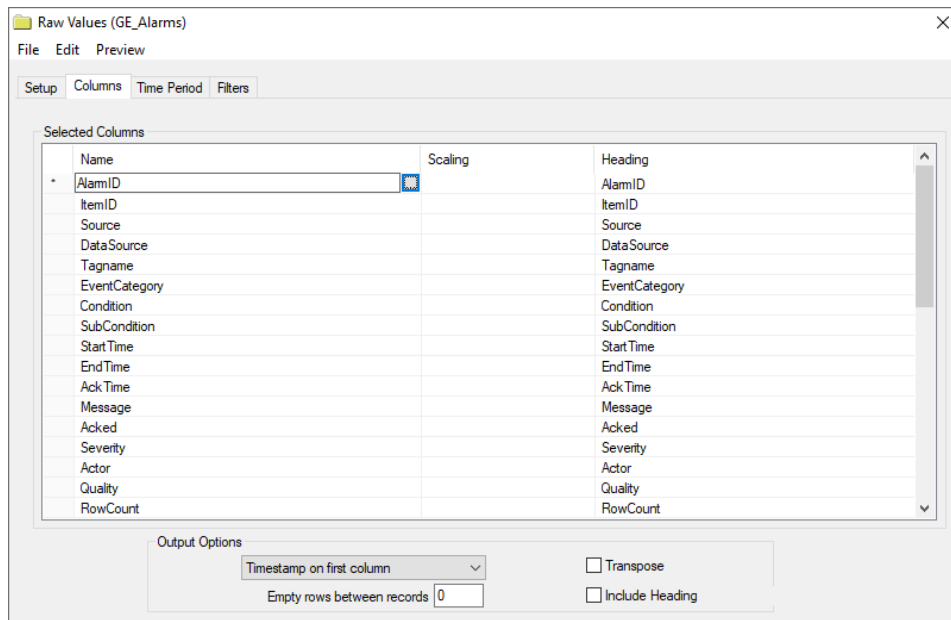 Raw Values (GE_Alarms)
File Edit Preview
Setup Columns Time Period Filters
Selected Columns
Name Scaling Heading
* AlarmID AlarmID
ItemID ItemID
Source Source
DataSource DataSource
Tagname Tagname
EventCategory EventCategory
Condition Condition
SubCondition SubCondition
StartTime StartTime
EndTime EndTime
AckTime AckTime
Message Message
Acked Acked
Severity Severity
Actor Actor
Quality Quality
RowCount RowCount
Output Options
Timestamp on first column Transpose
Empty rows between records 0 Include Heading